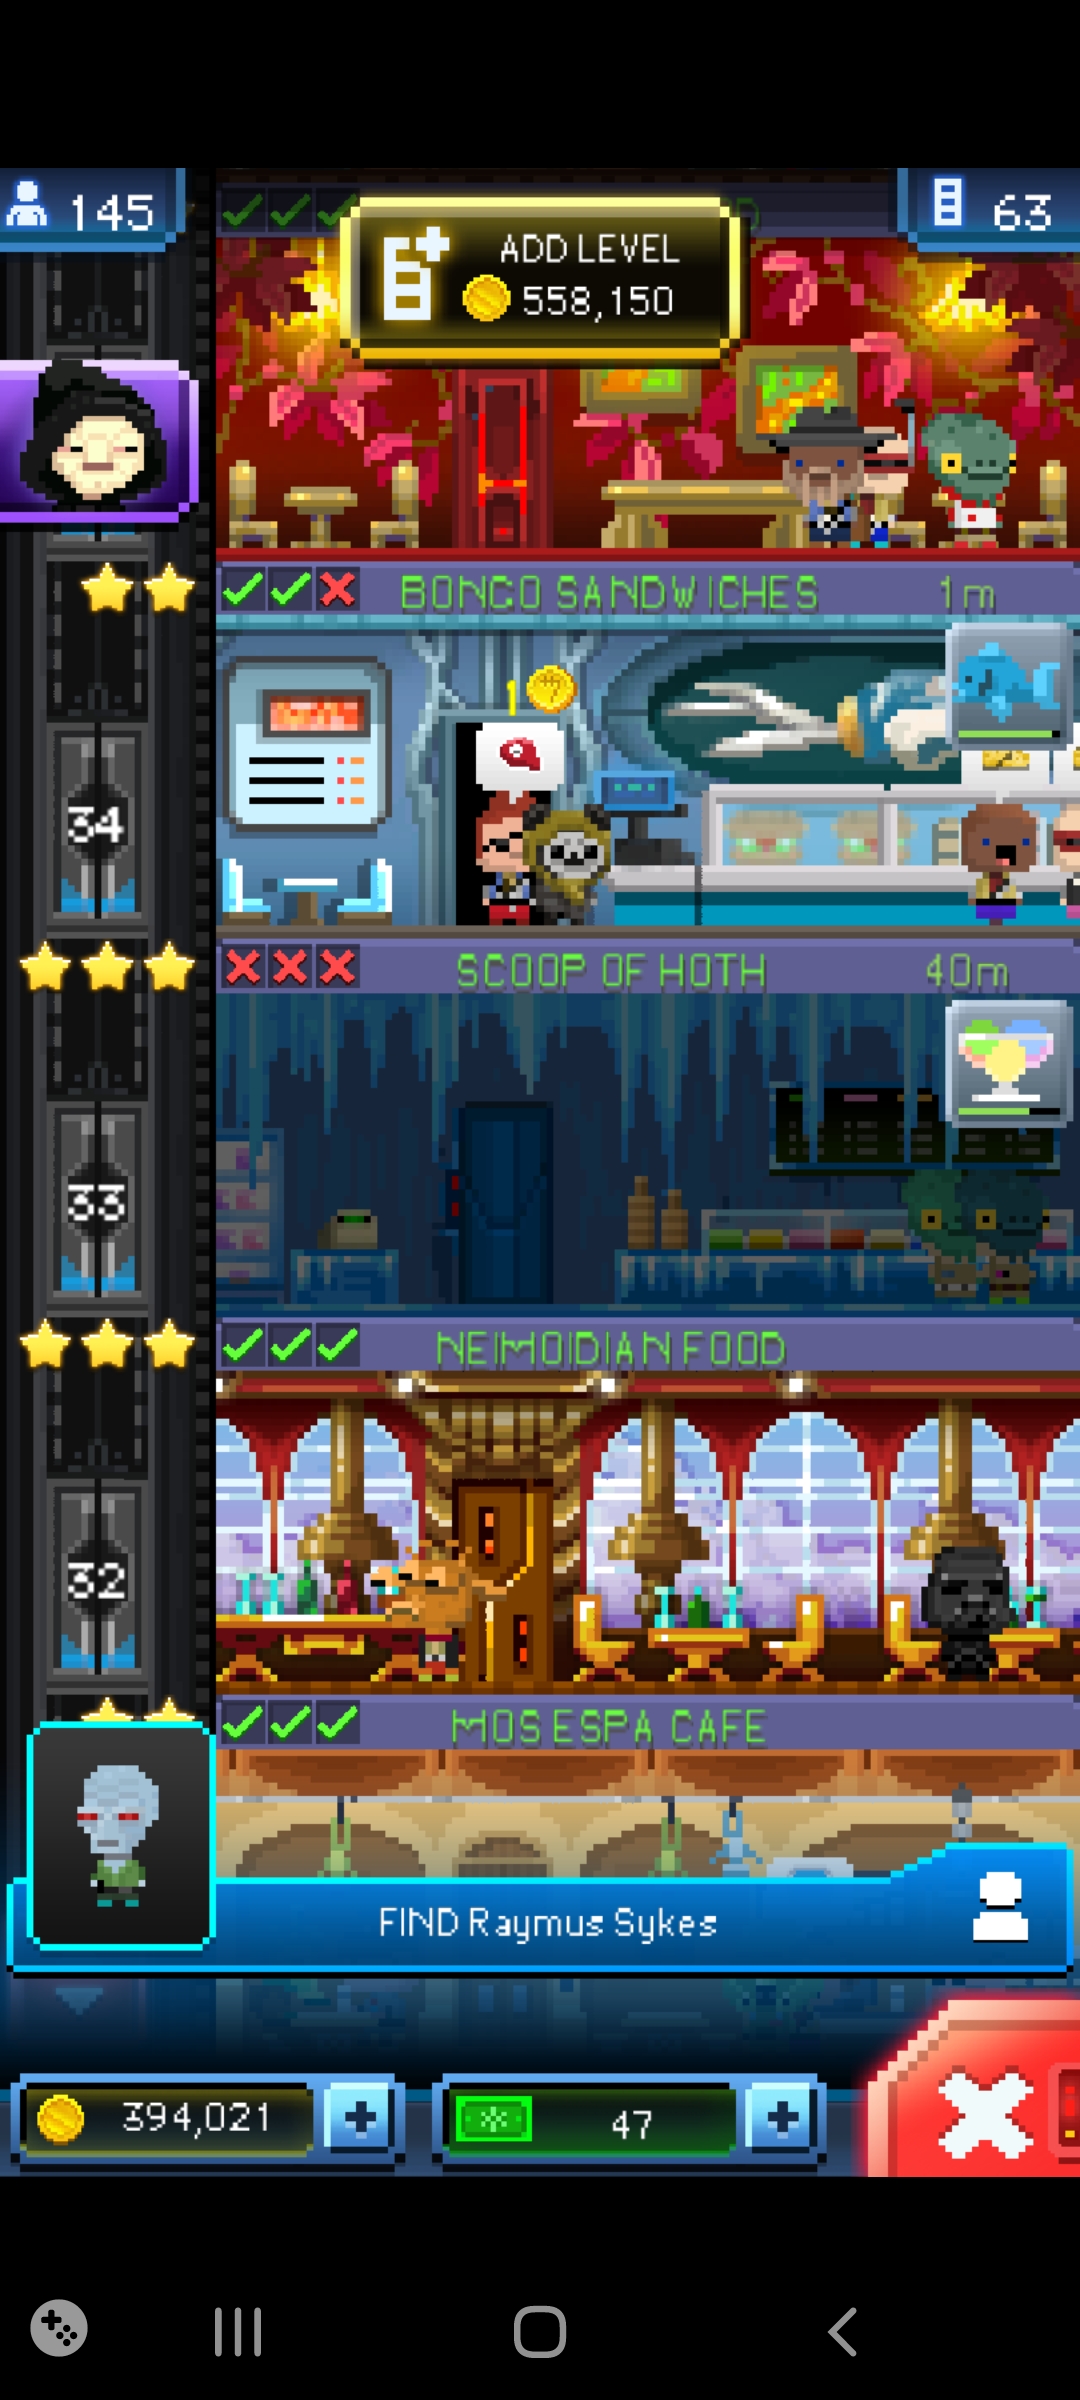 145
63
ADD LEVEL
558,150
BONGO SANDWICHES 1m
1
34
SCOOP OF HOTH 40m
33
NEIMOIDIAN FOOD
32
MOS ESPA CAFE
FIND Raymus Sykes
394,021
47